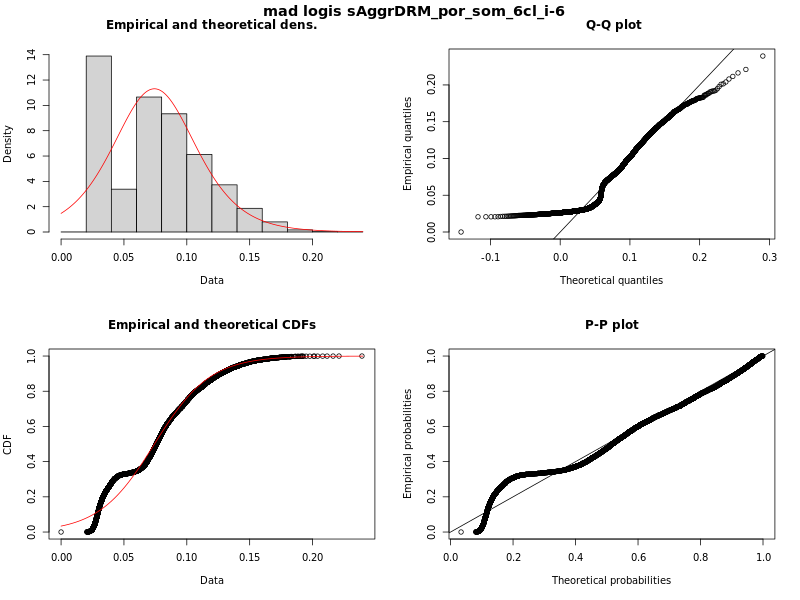 mad logis sAggrDRM_por_som_6cl_i-6
Empirical and theoretical dens.
Density
0 2 4 6 8 10 12 14
0.00 0.05 0.10 0.15 0.20
Data
Q-Q plot
Empirical quantiles
0.00 0.05 0.10 0.15 0.20
-0.1 0.0 0.1 0.2 0.3
Theoretical quantiles
Empirical and theoretical CDFs
CDF
0.0 0.2 0.4 0.6 0.8 1.0
0.00 0.05 0.10 0.15 0.20
Data
P-P plot
Empirical probabilities
0.0 0.2 0.4 0.6 0.8 1.0
0.0 0.2 0.4 0.6 0.8 1.0
Theoretical probabilities